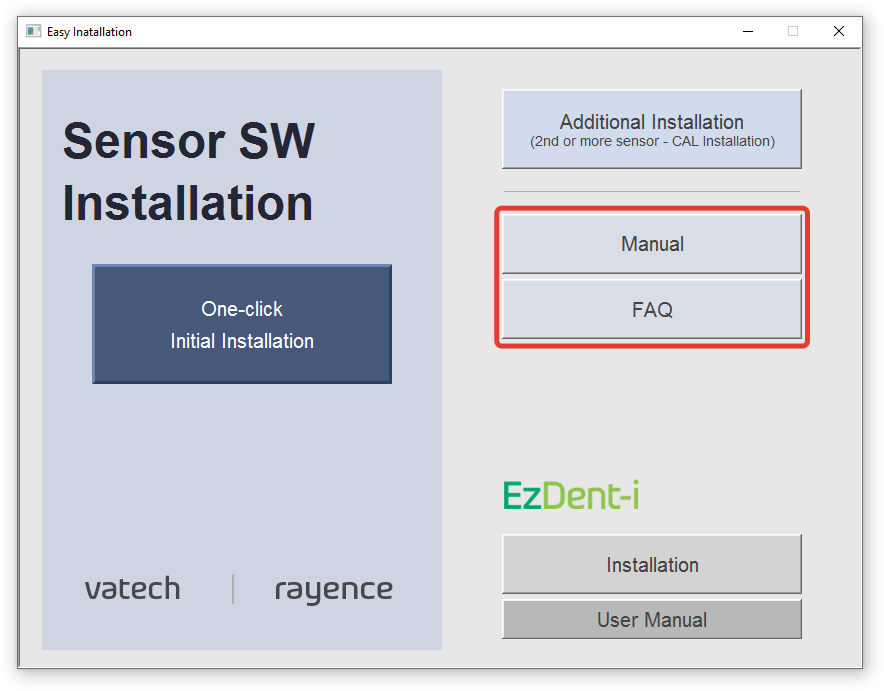 Easy Inatallation
Sensor SW
Installation
One-click
Initial Installation
vatech | rayence
Additional Installation
(2nd or more sensor - CAL Installation)
Manual
FAQ
EzDent-i
Installation
User Manual